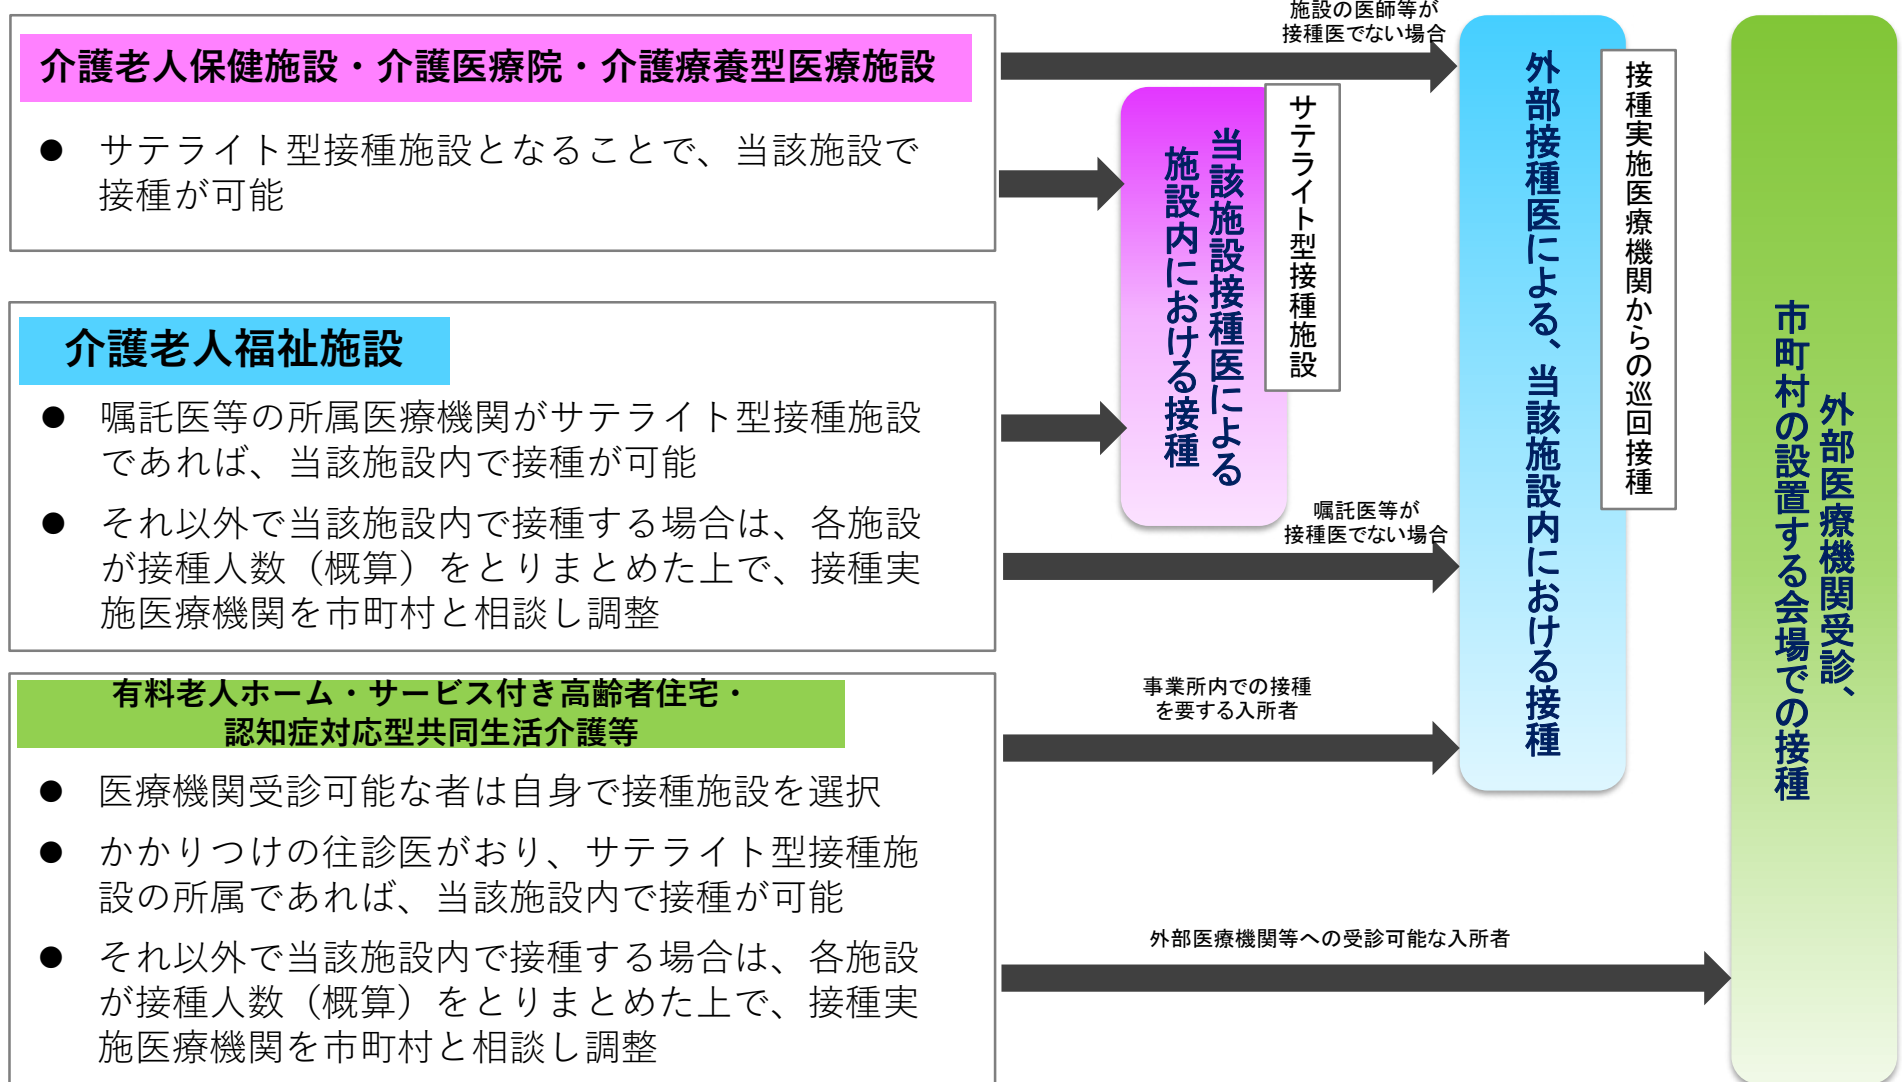 介護老人保健施設・介護医療院・介護療養型医療施設
● サテライト型接種施設となることで、当該施設で
接種が可能
介護老人福祉施設
● 嘱託医等の所属医療機関がサテライト型接種施設
であれば、当該施設内で接種が可能
● それ以外で当該施設内で接種する場合は、各施設
が接種人数（概算）をとりまとめた上で、接種実
施医療機関を市町村と相談し調整
有料老人ホーム・サービス付き高齢者住宅・
認知症対応型共同生活介護等
● 医療機関受診可能な者は自身で接種施設を選択
● かかりつけの往診医がおり、サテライト型接種施
設の所属であれば、当該施設内で接種が可能
● それ以外で当該施設内で接種する場合は、各施設
が接種人数（概算）をとりまとめた上で、接種実
施医療機関を市町村と相談し調整
施設の医師等が
接種医でない場合
当該施設接種医による
施設内における接種
サテライト型接種施設
嘱託医等が
接種医でない場合
事業所内での接種
を要する入所者
外部医療機関等への受診可能な入所者
外部接種医による、当該施設内における接種
接種実施医療機関からの巡回接種
外部医療機関受診、
市町村の設置する会場での接種